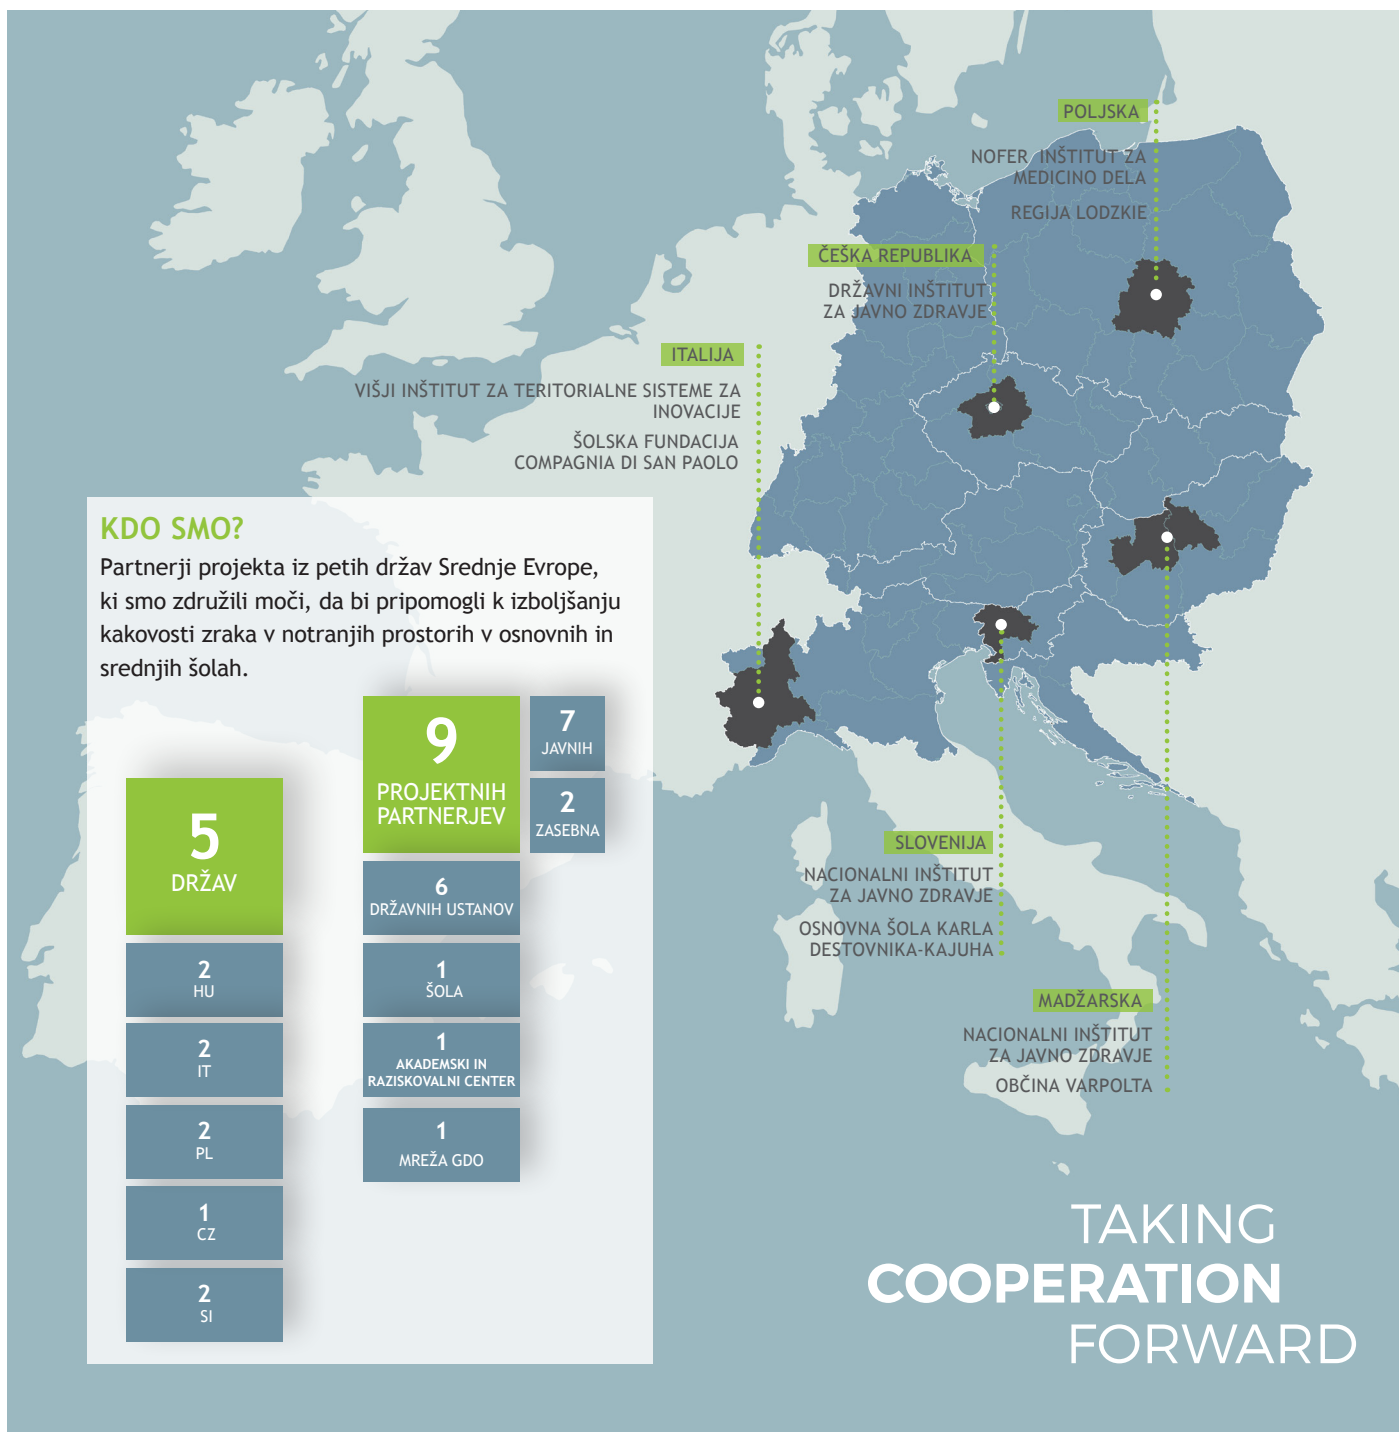 POLJSKA
NOFER INŠTITUT ZA
MEDICINO DELA
REGIJA LODZKIE
ČEŠKA REPUBLIKA
DRŽAVNI INŠTITUT
ZA JAVNO ZDRAVJE
ITALIJA
VIŠJI INŠTITUT ZA TERITORIALNE SISTEME ZA
INOVACIJE
ŠOLSKA FUNDACIJA
COMPAGNIA DI SAN PAOLO
KDO SMO?
Partnerji projekta iz petih držav Srednje Evrope,
ki smo združili moči, da bi pripomogli k izboljšanju
kakovosti zraka v notranjih prostorih v osnovnih in
srednjih šolah.
5
DRŽAV
2
HU
2
IT
2
PL
1
CZ
2
SI
9
PROJEKTNIH
PARTNERJEV
7
JAVNIH
2
ZASEBNA
6
DRŽAVNIH USTANOV
1
ŠOLA
1
AKADEMSKI IN
RAZISKOVALNI CENTER
1
MREŽA GDO
SLOVENIJA
NACIONALNI INŠTITUT
ZA JAVNO ZDRAVJE
OSNOVNA ŠOLA KARLA
DESTOVNIKA-KAJUHA
MADŽARSKA
NACIONALNI INŠTITUT
ZA JAVNO ZDRAVJE
OBČINA VARPOLTA
TAKING
COOPERATION
FORWARD